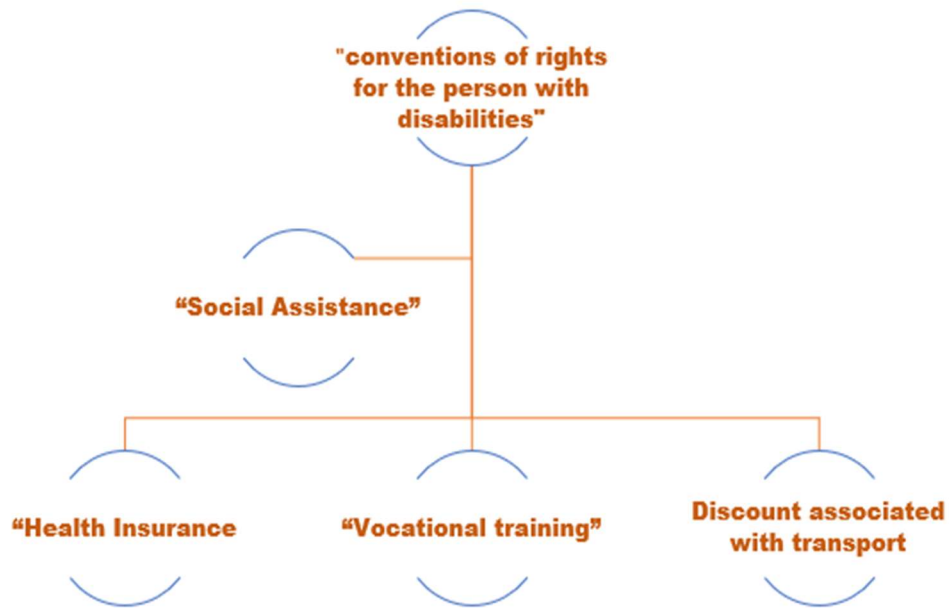 "conventions of rights
for the person with
disabilities"
“Social Assistance”
“Health Insurance
“Vocational training”
Discount associated
with transport